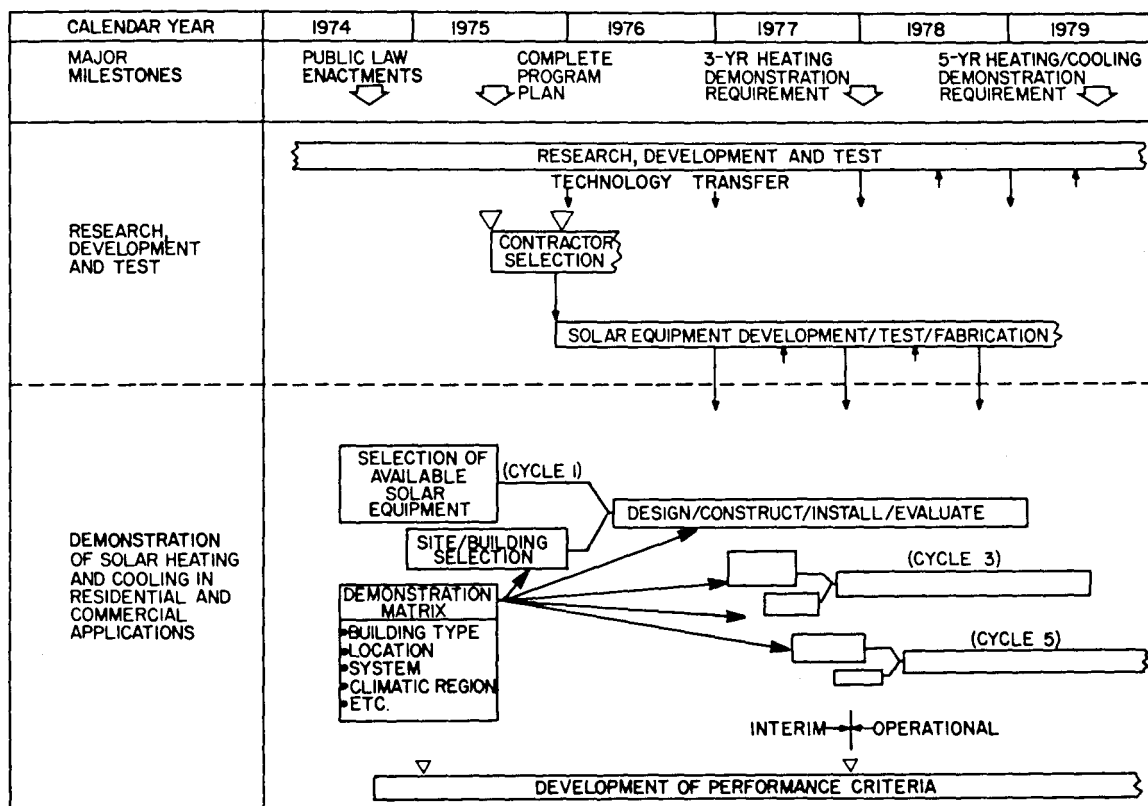 CALENDAR YEAR
1974
1975
1976
1977
1978
1979
MAJOR
MILESTONES
PUBLIC LAW
ENACTMENTS
COMPLETE
PROGRAM
PLAN
3-YR HEATING
DEMONSTRATION
REQUIREMENT
5-YR HEATING/COOLING
DEMONSTRATION
REQUIREMENT
RESEARCH,
DEVELOPMENT
AND TEST
RESEARCH, DEVELOPMENT AND TEST
TECHNOLOGY TRANSFER
CONTRACTOR
SELECTION
SOLAR EQUIPMENT DEVELOPMENT/TEST/FABRICATION
DEMONSTRATION
OF SOLAR HEATING
AND COOLING IN
RESIDENTIAL AND
COMMERCIAL
APPLICATIONS
SELECTION OF
AVAILABLE
SOLAR
EQUIPMENT
(CYCLE 1)
SITE/BUILDING
SELECTION
DESIGN/CONSTRUCT/INSTALL/EVALUATE
DEMONSTRATION
MATRIX
•BUILDING TYPE
•LOCATION
•SYSTEM
•CLIMATIC REGION
•ETC.
(CYCLE 3)
(CYCLE 5)
INTERIM
OPERATIONAL
DEVELOPMENT OF PERFORMANCE CRITERIA